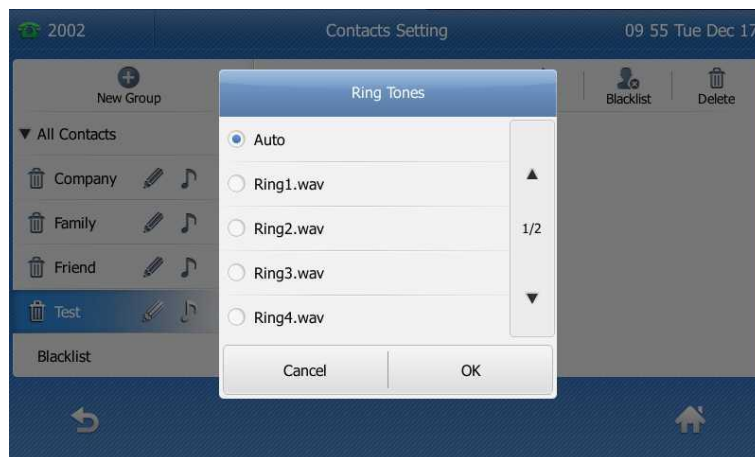 2002
Contacts Setting
09 55 Tue Dec 17
New Group
Blacklist
Delete
All Contacts
Company
Family
Friend
Test
Blacklist
Ring Tones
Auto
Ring1.wav
Ring2.wav
Ring3.wav
Ring4.wav
1/2
Cancel
OK